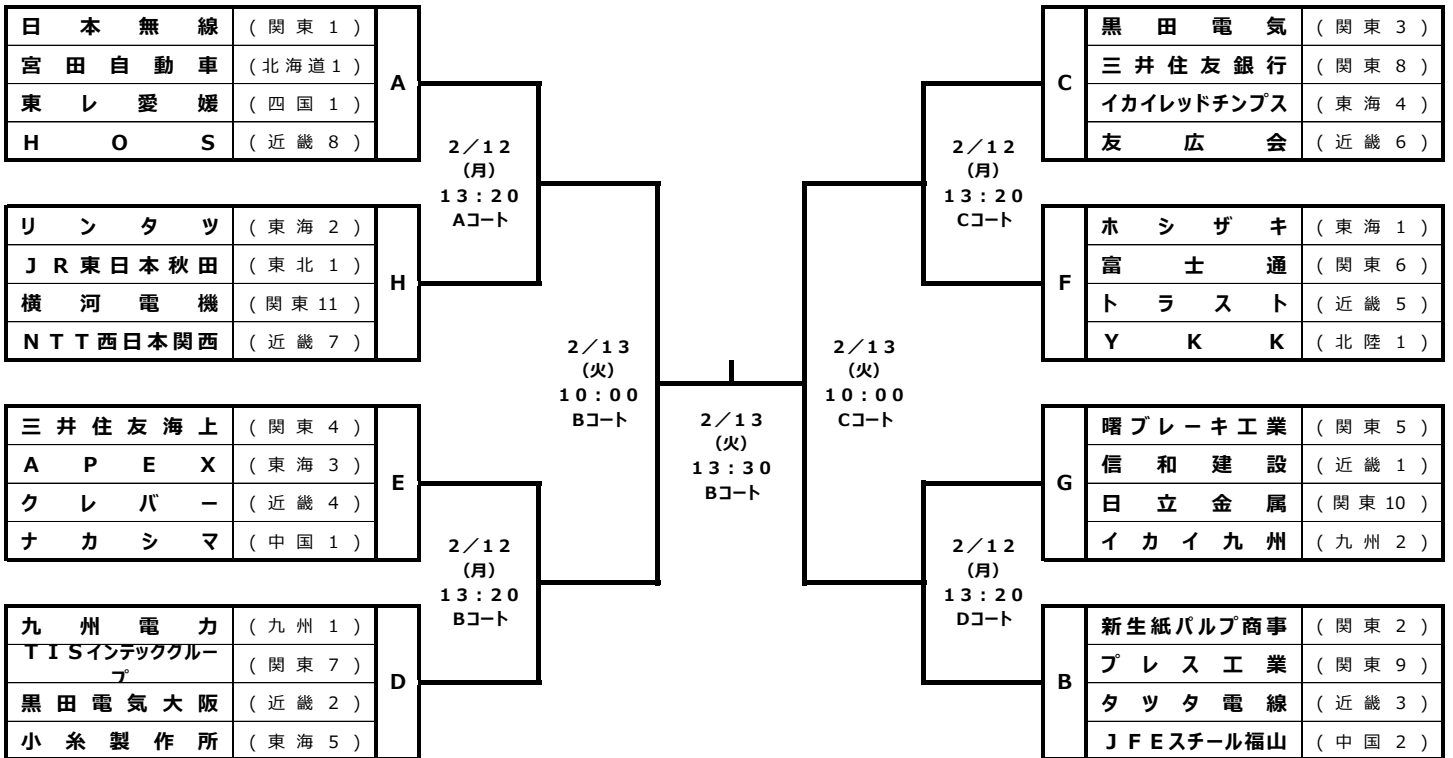 日本無線 (関東1)
宮田自動車 (北海道1)
東レ愛媛 (四国1)
HOS (近畿8)
A
リンタツ (東海2)
JR東日本秋田 (東北1)
横河電機 (関東11)
NTT西日本関西 (近畿7)
H
三井住友海上 (関東4)
APEX (東海3)
クレバー (近畿4)
ナカシマ (中国1)
E
九州電力 (九州1)
TISインテックグループ (関東7)
黒田電気大阪 (近畿2)
小糸製作所 (東海5)
D
2/12
(月)
13:20
Aコート
2/12
(月)
13:20
Bコート
2/13
(火)
10:00
Bコート
2/13
(火)
13:30
Bコート
2/13
(火)
10:00
Cコート
2/12
(月)
13:20
Cコート
2/12
(月)
13:20
Dコート
C
黒田電気 (関東3)
三井住友銀行 (関東8)
イカイレッドチンプス (東海4)
友広会 (近畿6)
F
ホシザキ (東海1)
富士通 (関東6)
トラスト (近畿5)
YKK (北陸1)
G
曙ブレーキ工業 (関東5)
信和建設 (近畿1)
日立金属 (関東10)
イカイ九州 (九州2)
B
新生紙パルプ商事 (関東2)
プレス工業 (関東9)
タツタ電線 (近畿3)
JFEスチール福山 (中国2)